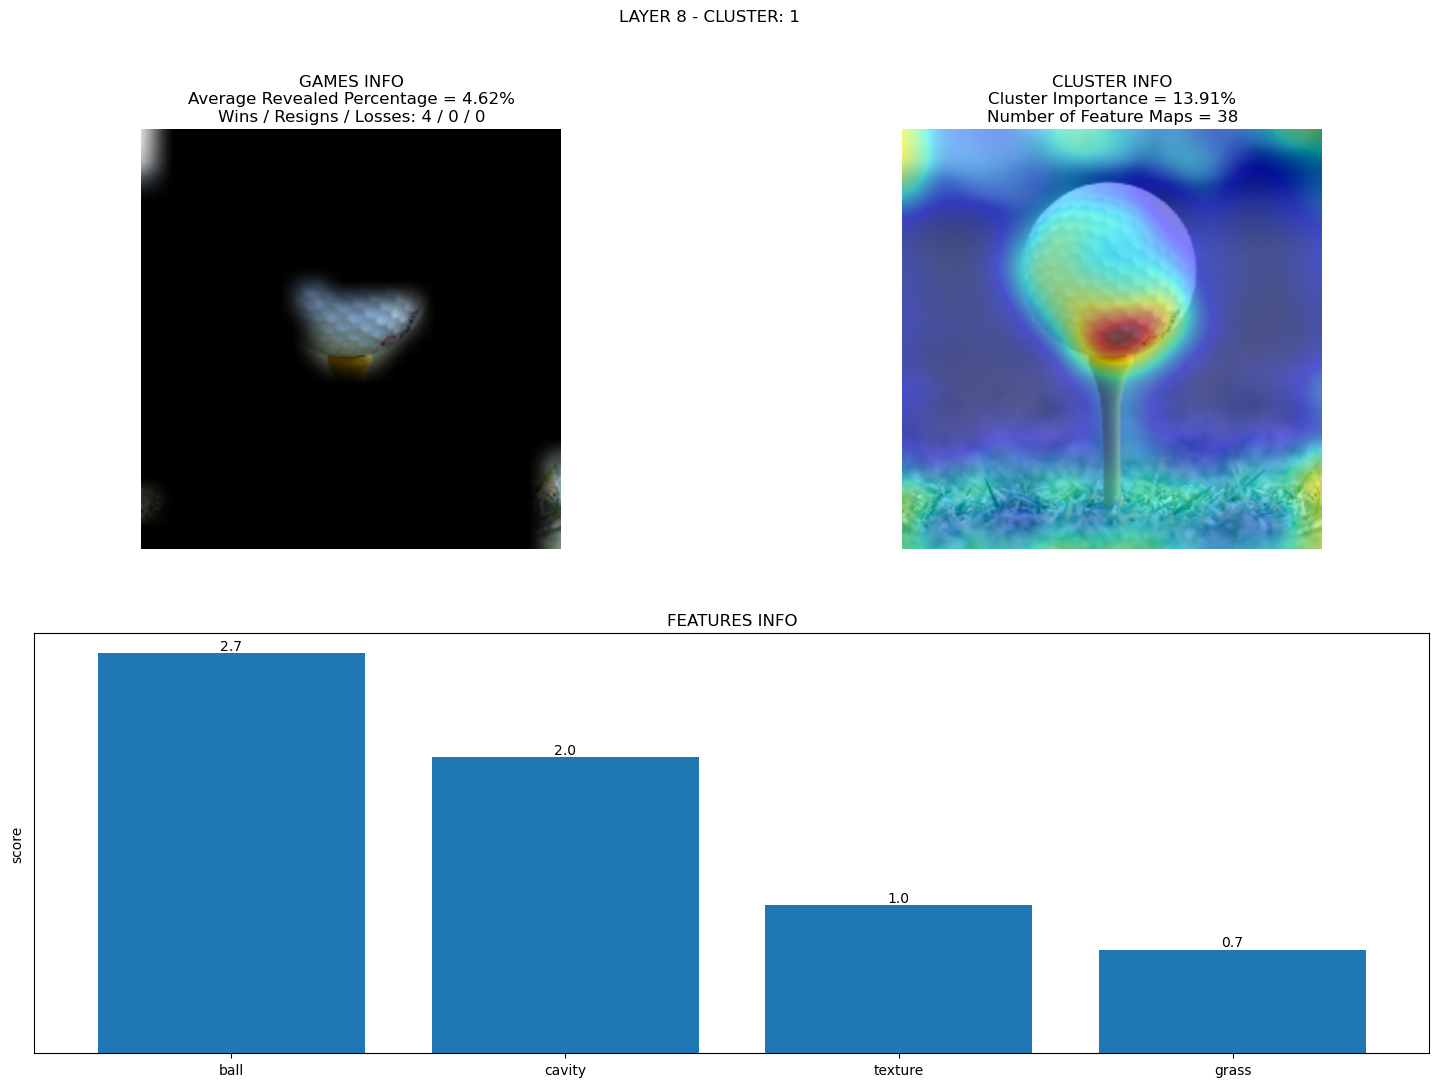 LAYER 8 - CLUSTER: 1
GAMES INFO
Average Revealed Percentage = 4.62%
Wins / Resigns / Losses: 4 / 0 / 0
CLUSTER INFO
Cluster Importance = 13.91%
Number of Feature Maps = 38
FEATURES INFO
score
2.7
2.0
1.0
0.7
ball
cavity
texture
grass